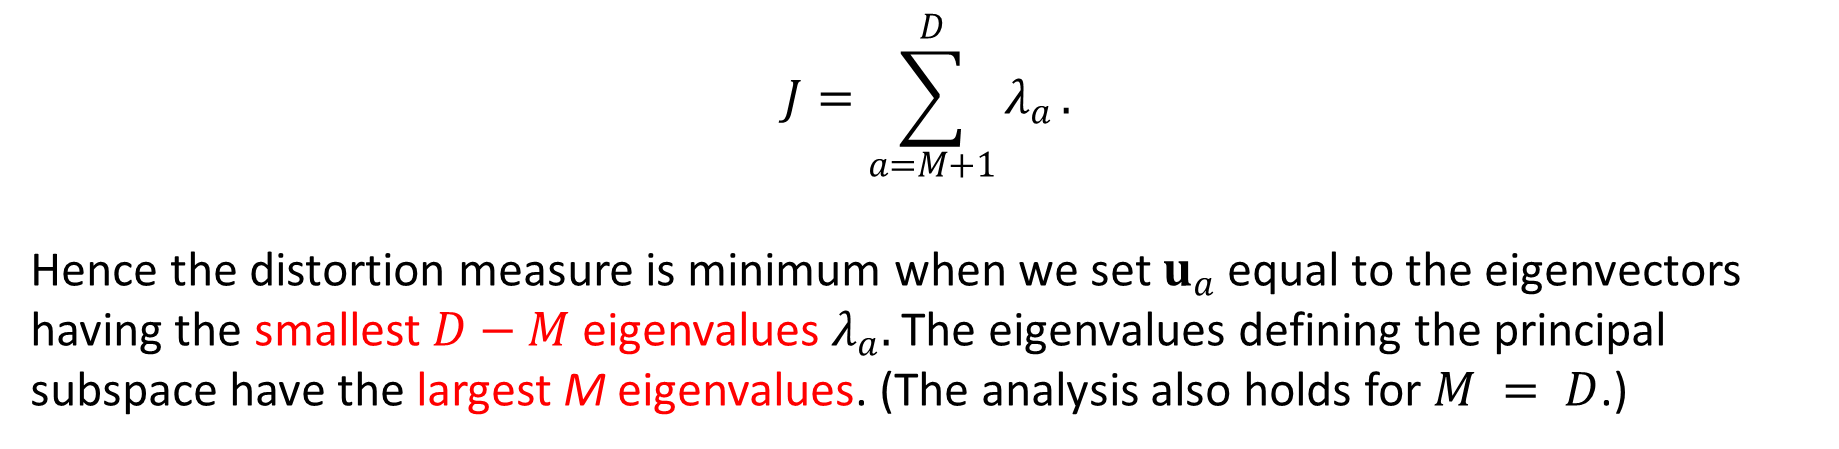 J = ∑_{a=M+1}^{D} λ_a .
Hence the distortion measure is minimum when we set 𝐮_a equal to the eigenvectors
having the smallest D − M eigenvalues λ_a. The eigenvalues defining the principal
subspace have the largest M eigenvalues. (The analysis also holds for M = D.)